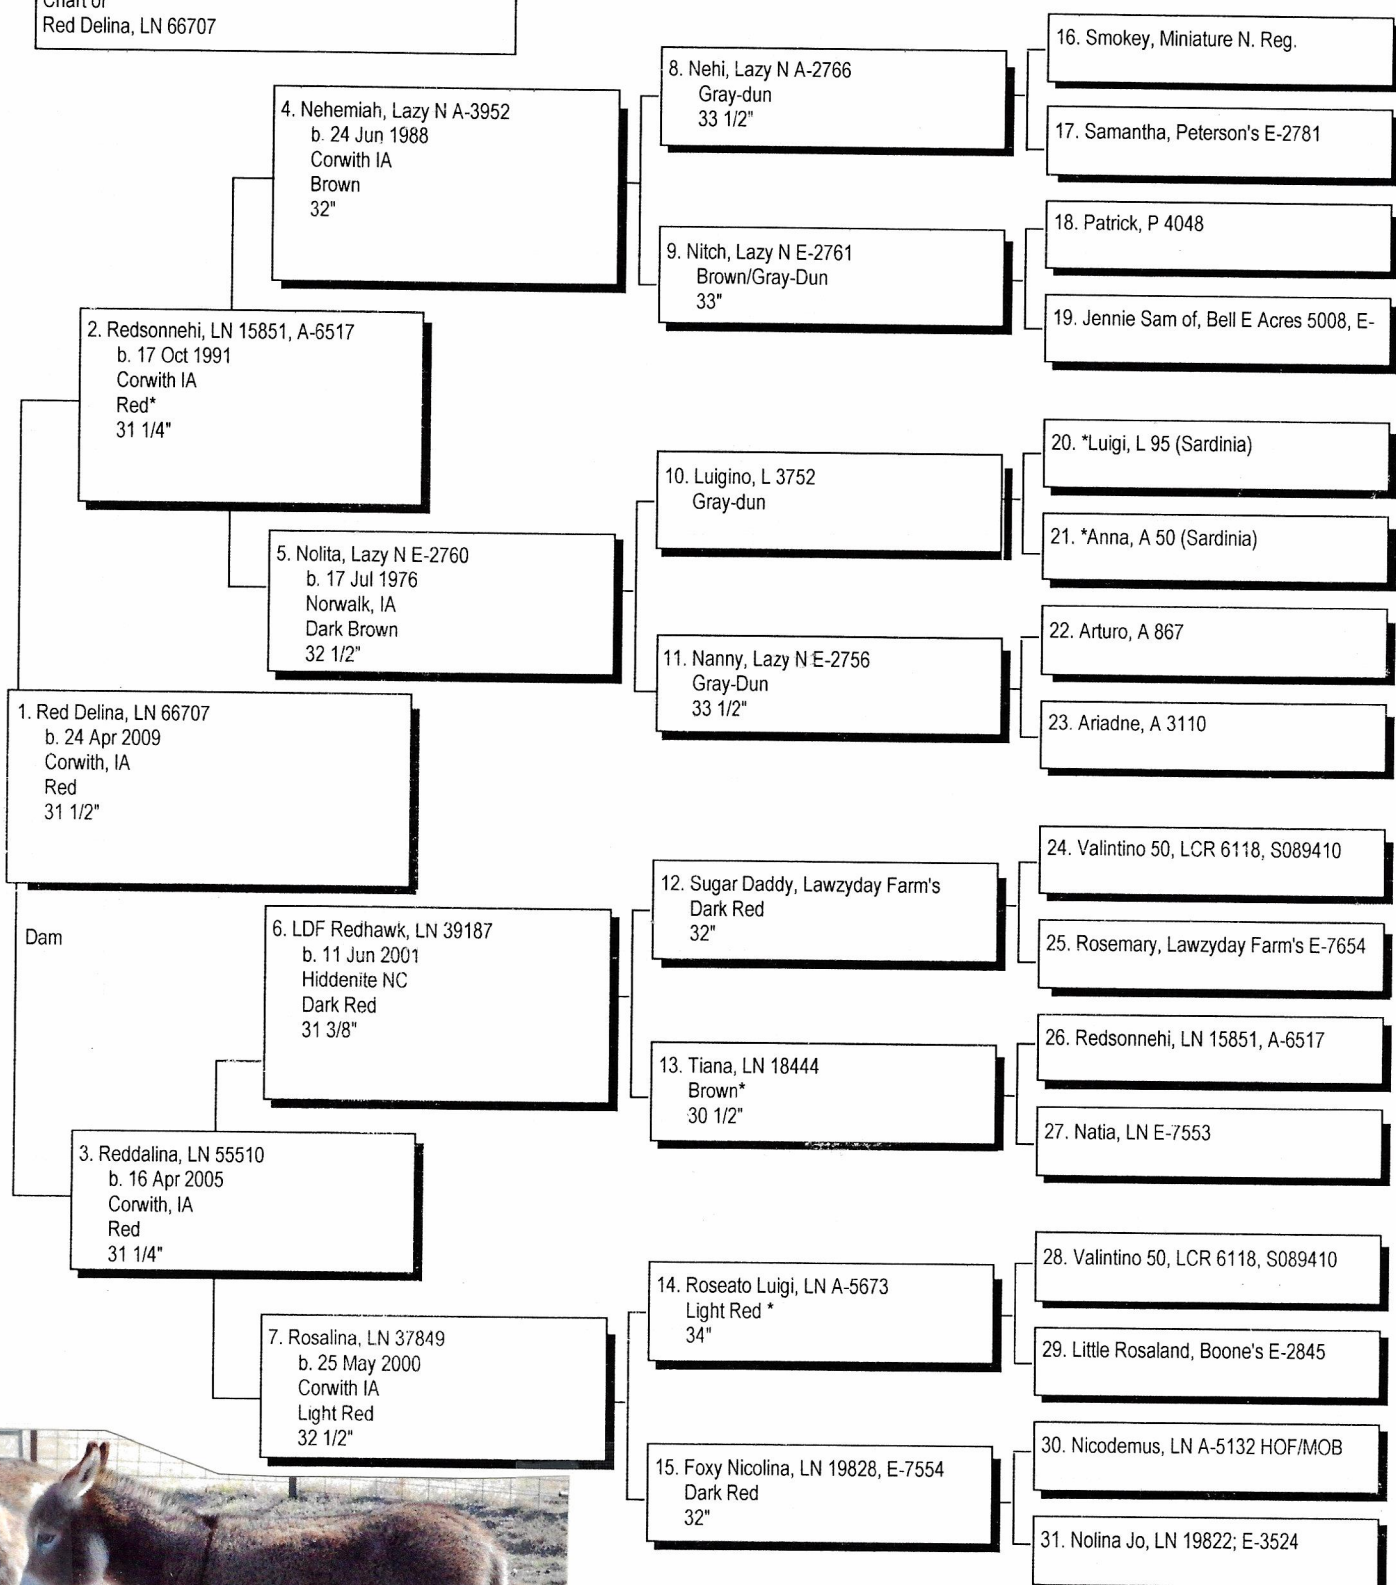 Chart of
Red Delina, LN 66707
4. Nehemiah, Lazy N A-3952
b. 24 Jun 1988
Corwith IA
Brown
32"
2. Redsonnehi, LN 15851, A-6517
b. 17 Oct 1991
Corwith IA
Red*
31 1/4"
5. Nolita, Lazy N E-2760
b. 17 Jul 1976
Norwalk, IA
Dark Brown
32 1/2"
1. Red Delina, LN 66707
b. 24 Apr 2009
Corwith, IA
Red
31 1/2"
Dam
6. LDF Redhawk, LN 39187
b. 11 Jun 2001
Hiddenite NC
Dark Red
31 3/8"
3. Reddalina, LN 55510
b. 16 Apr 2005
Corwith, IA
Red
31 1/4"
7. Rosalina, LN 37849
b. 25 May 2000
Corwith IA
Light Red
32 1/2"
8. Nehi, Lazy N A-2766
Gray-dun
33 1/2"
9. Nitch, Lazy N E-2761
Brown/Gray-Dun
33"
10. Luigino, L 3752
Gray-dun
11. Nanny, Lazy N E-2756
Gray-Dun
33 1/2"
12. Sugar Daddy, Lawzyday Farm's
Dark Red
32"
13. Tiana, LN 18444
Brown*
30 1/2"
14. Roseato Luigi, LN A-5673
Light Red *
34"
15. Foxy Nicolina, LN 19828, E-7554
Dark Red
32"
16. Smokey, Miniature N. Reg.
17. Samantha, Peterson's E-2781
18. Patrick, P 4048
19. Jennie Sam of, Bell E Acres 5008, E-
20. *Luigi, L 95 (Sardinia)
21. *Anna, A 50 (Sardinia)
22. Arturo, A 867
23. Ariadne, A 3110
24. Valintino 50, LCR 6118, S089410
25. Rosemary, Lawzyday Farm's E-7654
26. Redsonnehi, LN 15851, A-6517
27. Natia, LN E-7553
28. Valintino 50, LCR 6118, S089410
29. Little Rosaland, Boone's E-2845
30. Nicodemus, LN A-5132 HOF/MOB
31. Nolina Jo, LN 19822; E-3524